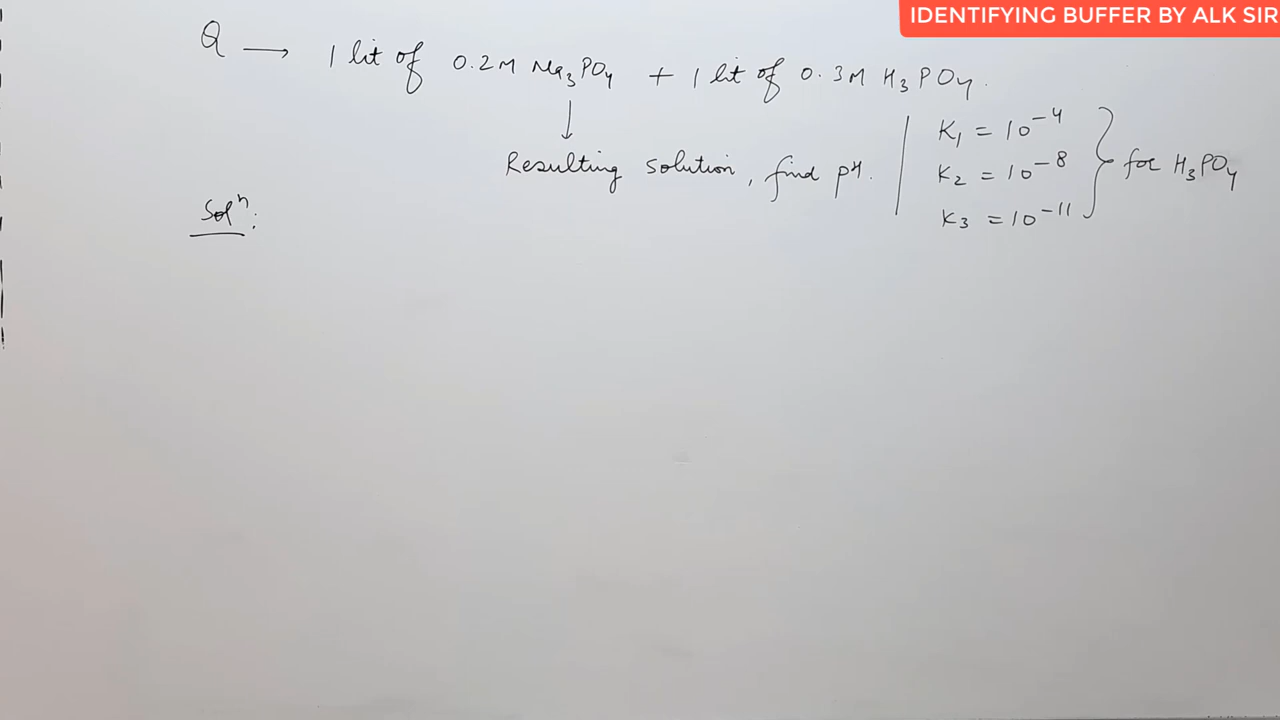 IDENTIFYING BUFFER BY ALK SIR
Q → 1 lit of 0.2M Na₃PO₄ + 1 lit of 0.3M H₃PO₄.
↓
Resulting solution, find pH.
K₁ = 10⁻⁴
K₂ = 10⁻⁸
K₃ = 10⁻¹¹
} for H₃PO₄
Solⁿ: